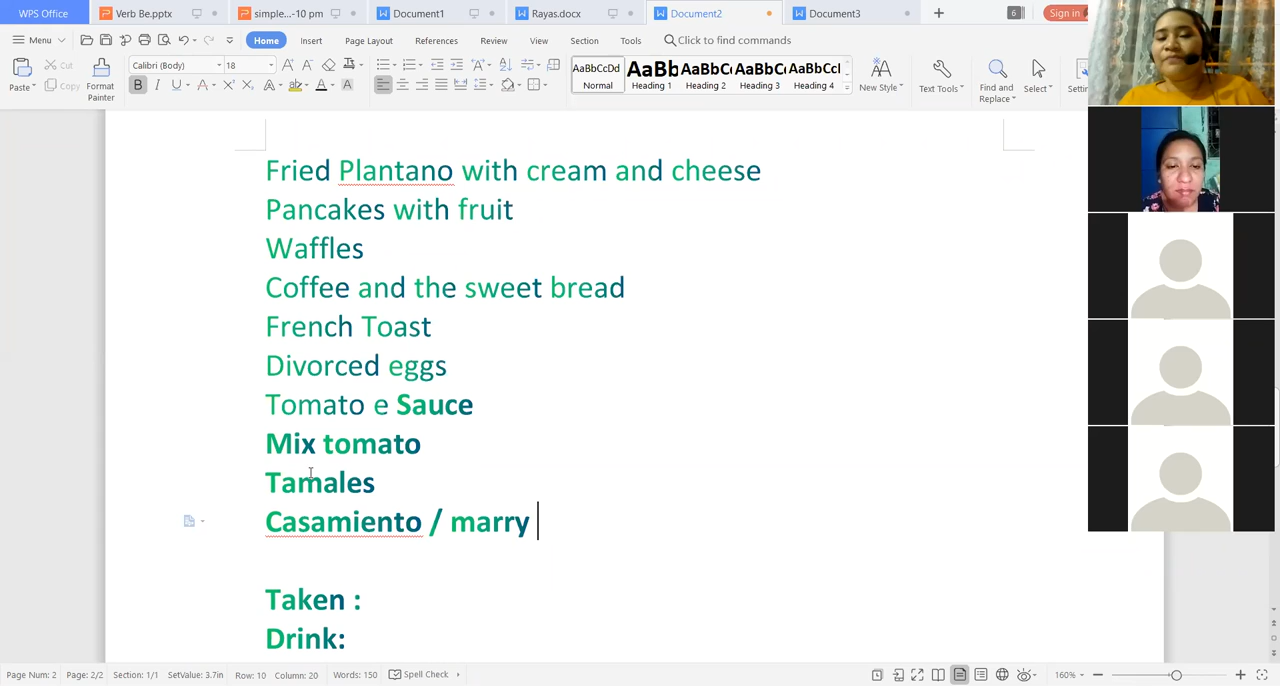 WPS Office
Verb Be.pptx
simple...-10 pm
Document1
Rayas.docx
Document2
Document3
6
Sign in
Menu
Home
Insert
Page Layout
References
Review
View
Section
Tools
Click to find commands
Paste
Cut
Copy
Format Painter
Calibri (Body)
18
AaBbCcDd
Normal
AaBb
Heading 1
AaBbC
Heading 2
AaBbC
Heading 3
AaBbCcl
Heading 4
New Style
Text Tools
Find and Replace
Select
Fried Plantano with cream and cheese
Pancakes with fruit
Waffles
Coffee and the sweet bread
French Toast
Divorced eggs
Tomato e Sauce
Mix tomato
Tamales
Casamiento / marry
Taken :
Drink:
Page Num: 2 Page: 2/2 Section: 1/1 SetValue: 3.7in Row: 10 Column: 20 Words: 150 Spell Check
160%